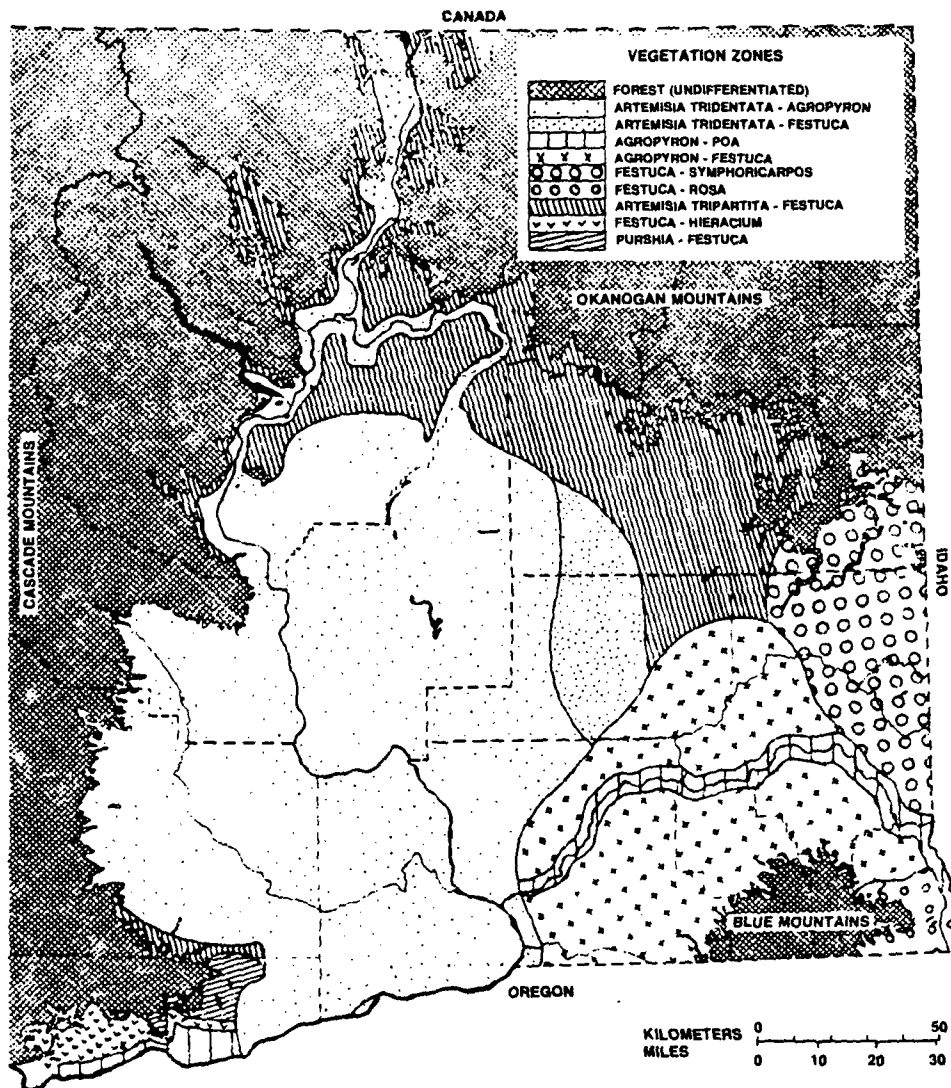 CANADA
VEGETATION ZONES
FOREST (UNDIFFERENTIATED)
ARTEMISIA TRIDENTATA - AGROPYRON
ARTEMISIA TRIDENTATA - FESTUCA
AGROPYRON - POA
AGROPYRON - FESTUCA
FESTUCA - SYMPHORICARPOS
FESTUCA - ROSA
ARTEMISIA TRIPARTITA - FESTUCA
FESTUCA - HIERACIUM
PURSHIA - FESTUCA
OKANOGAN MOUNTAINS
CASCADE MOUNTAINS
IDAHO
BLUE MOUNTAINS
OREGON
KILOMETERS 0 50
MILES 0 10 20 30